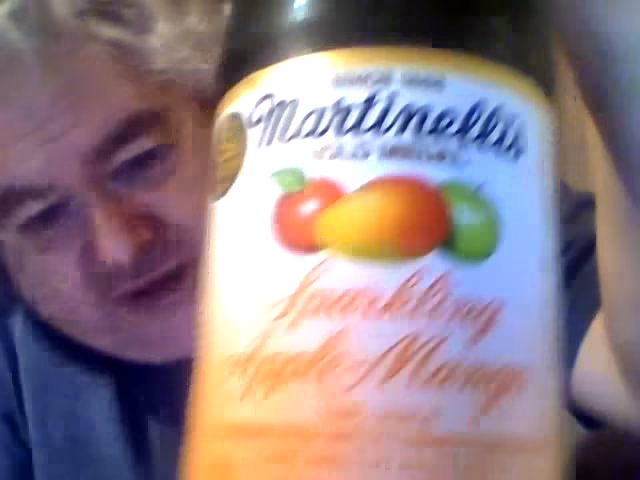 SINCE 1868
Martinelli's
GOLD MEDAL
Sparkling
Apple-Mango